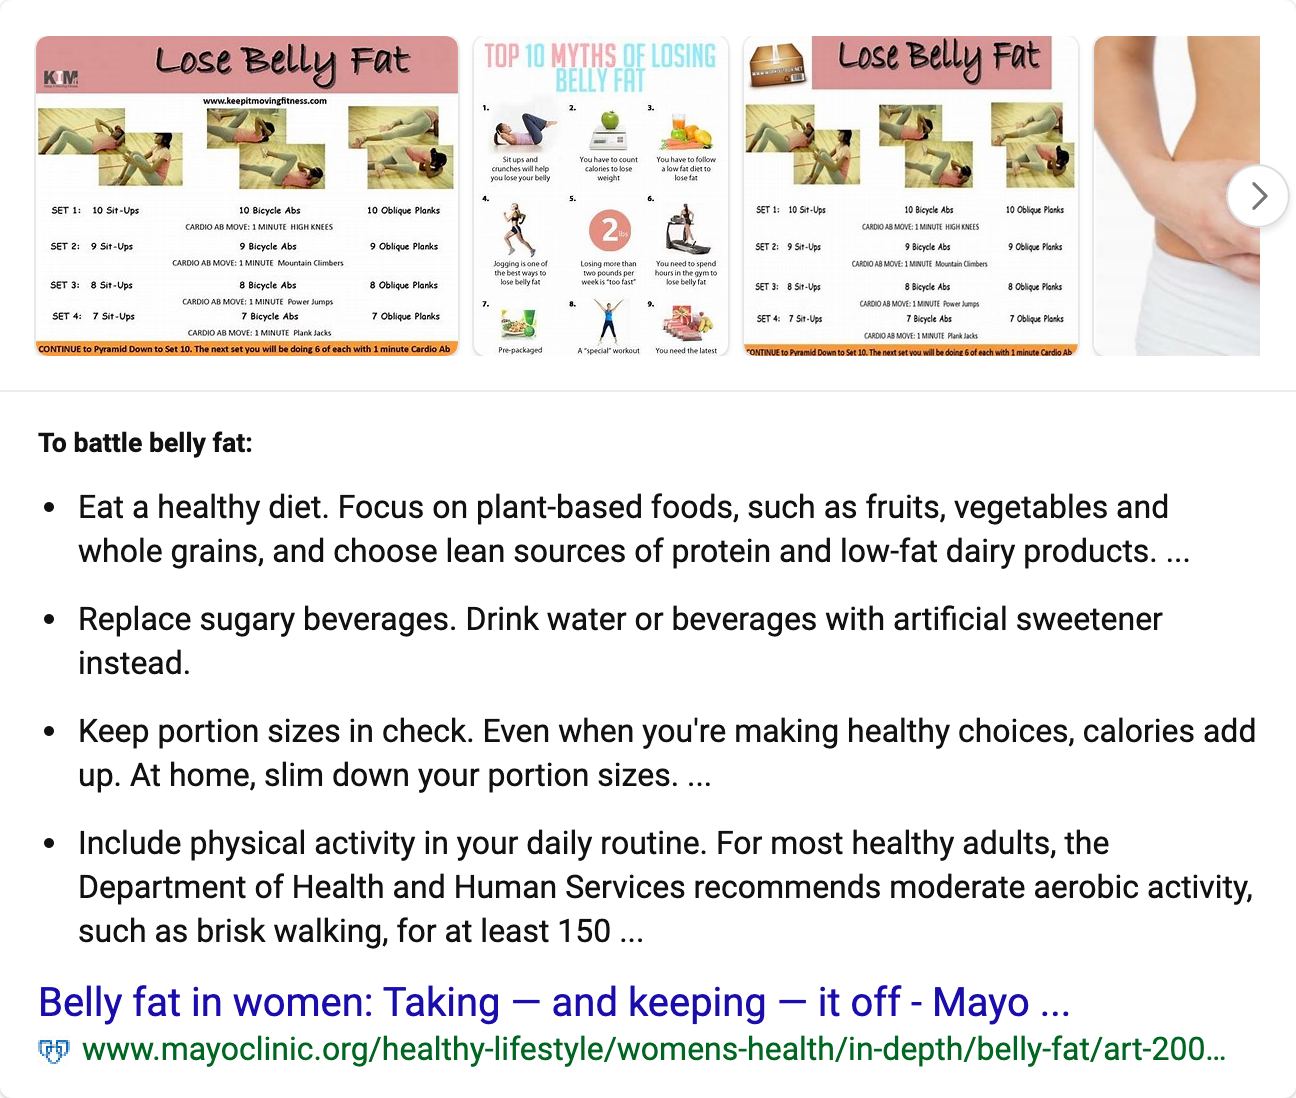 Lose Belly Fat
KIM
www.keepitmovingfitness.com
SET 1: 10 Sit-Ups 10 Bicycle Abs 10 Oblique Planks
CARDIO AB MOVE: 1 MINUTE HIGH KNEES
SET 2: 9 Sit-Ups 9 Bicycle Abs 9 Oblique Planks
CARDIO AB MOVE: 1 MINUTE Mountain Climbers
SET 3: 8 Sit-Ups 8 Bicycle Abs 8 Oblique Planks
CARDIO AB MOVE: 1 MINUTE Power Jumps
SET 4: 7 Sit-Ups 7 Bicycle Abs 7 Oblique Planks
CARDIO AB MOVE: 1 MINUTE Plank Jacks
CONTINUE to Pyramid Down to Set 10. The next set you will be doing 6 of each with 1 minute Cardio Ab
TOP 10 MYTHS OF LOSING
BELLY FAT
1.
Sit ups and
crunches will help
you lose your belly
2.
You have to count
calories to lose
weight
3.
You have to follow
a low fat diet to
lose fat
4.
Jogging is one of
the best ways to
lose belly fat
5.
2 lbs
Losing more than
two pounds per
week is "too fast"
6.
You need to spend
hours in the gym to
lose belly fat
7.
Pre-packaged
8.
A "special" workout
9.
You need the latest
Lose Belly Fat
SET 1: 10 Sit-Ups 10 Bicycle Abs 10 Oblique Planks
CARDIO AB MOVE: 1 MINUTE HIGH KNEES
SET 2: 9 Sit-Ups 9 Bicycle Abs 9 Oblique Planks
CARDIO AB MOVE: 1 MINUTE Mountain Climbers
SET 3: 8 Sit-Ups 8 Bicycle Abs 8 Oblique Planks
CARDIO AB MOVE: 1 MINUTE Power Jumps
SET 4: 7 Sit-Ups 7 Bicycle Abs 7 Oblique Planks
CARDIO AB MOVE: 1 MINUTE Plank Jacks
ONTINUE to Pyramid Down to Set 10. The next set you will be doing 6 of each with 1 minute Cardio Ab
To battle belly fat:
• Eat a healthy diet. Focus on plant-based foods, such as fruits, vegetables and
whole grains, and choose lean sources of protein and low-fat dairy products. ...
• Replace sugary beverages. Drink water or beverages with artificial sweetener
instead.
• Keep portion sizes in check. Even when you're making healthy choices, calories add
up. At home, slim down your portion sizes. ...
• Include physical activity in your daily routine. For most healthy adults, the
Department of Health and Human Services recommends moderate aerobic activity,
such as brisk walking, for at least 150 ...
Belly fat in women: Taking — and keeping — it off - Mayo ...
www.mayoclinic.org/healthy-lifestyle/womens-health/in-depth/belly-fat/art-200...